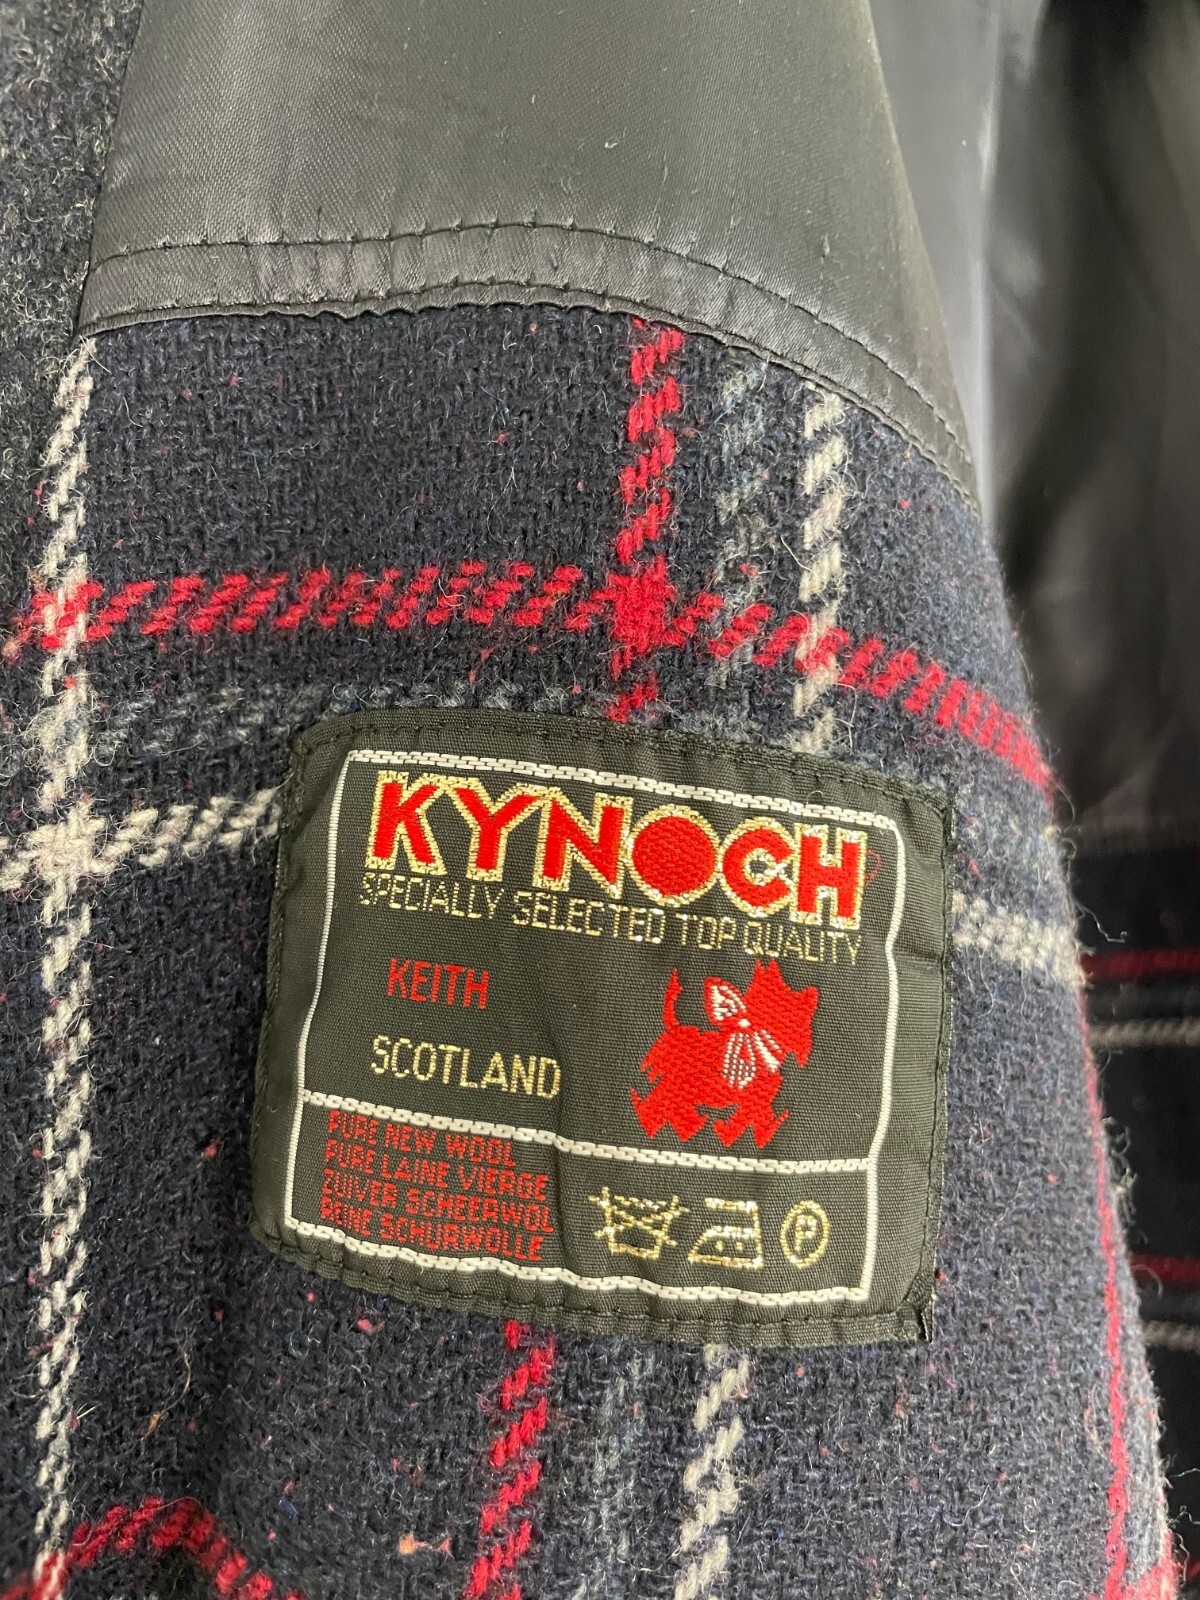 KYNOCH
SPECIALLY SELECTED TOP QUALITY
KEITH
SCOTLAND
PURE NEW WOOL
PURE LAINE VIERGE
ZUIVER SCHEERWOL
REINE SCHURWOLLE
P